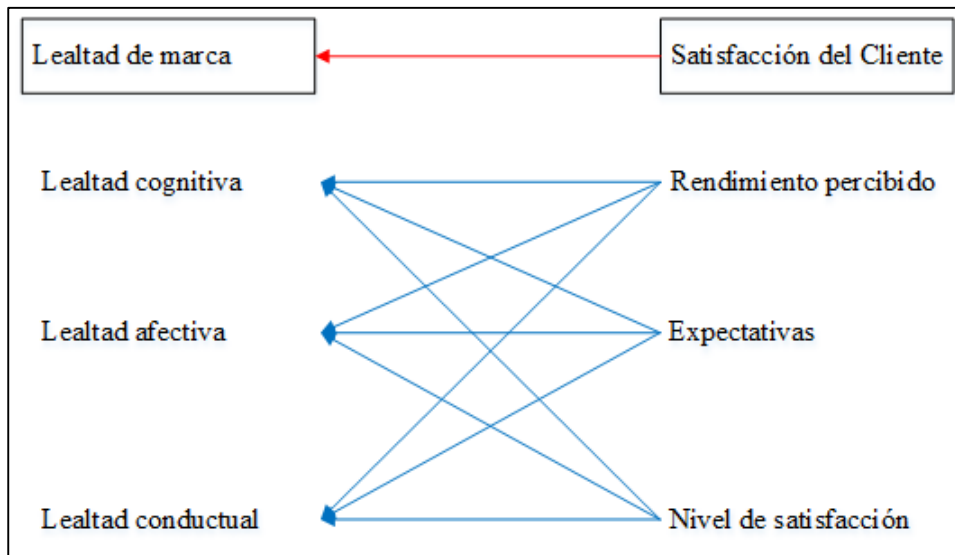 Lealtad de marca
Satisfacción del Cliente
Lealtad cognitiva
Rendimiento percibido
Lealtad afectiva
Expectativas
Lealtad conductual
Nivel de satisfacción